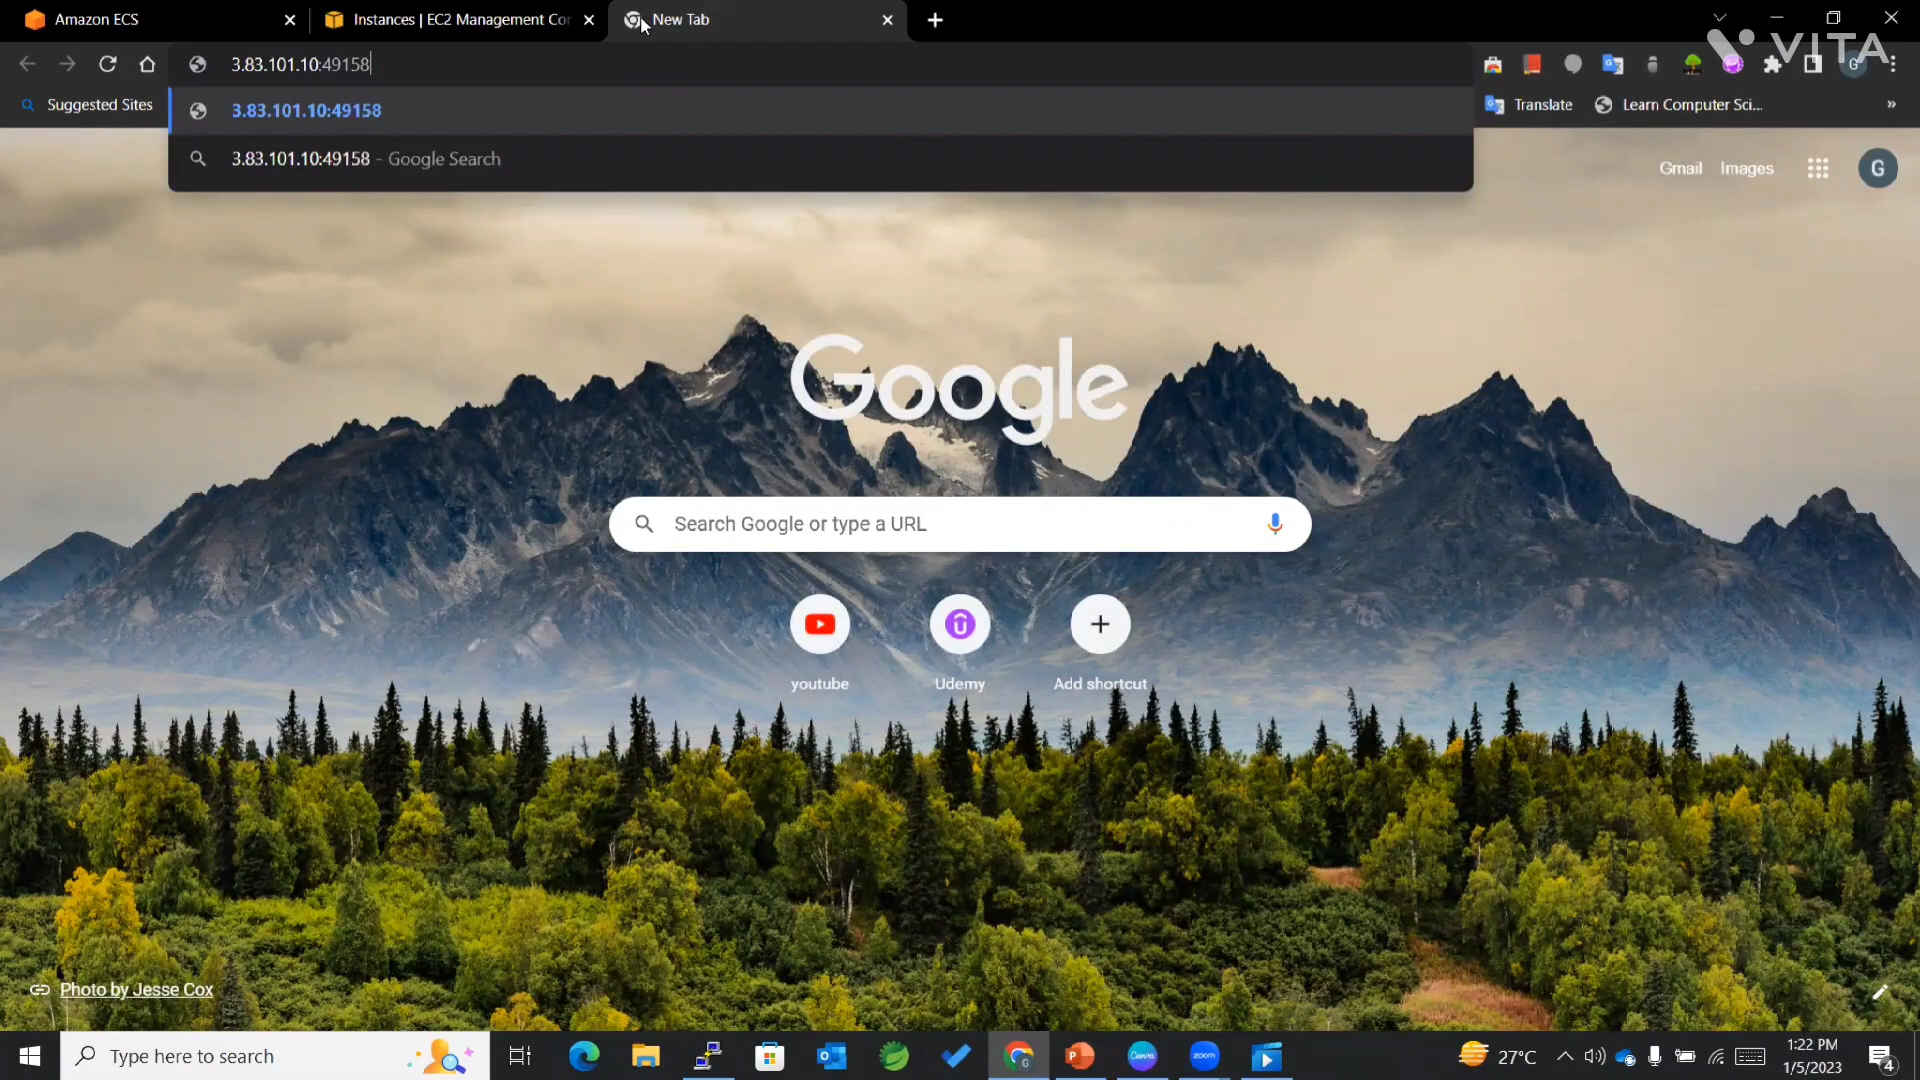 Amazon ECS
Instances | EC2 Management Cor
New Tab
3.83.101.10:49158
VITA
G
Suggested Sites
3.83.101.10:49158
Translate
Learn Computer Sci...
3.83.101.10:49158 - Google Search
Gmail
Images
G
Google
Search Google or type a URL
youtube
Udemy
Add shortcut
Photo by Jesse Cox
Type here to search
Canva
zoom
27°C
1:22 PM
1/5/2023
4